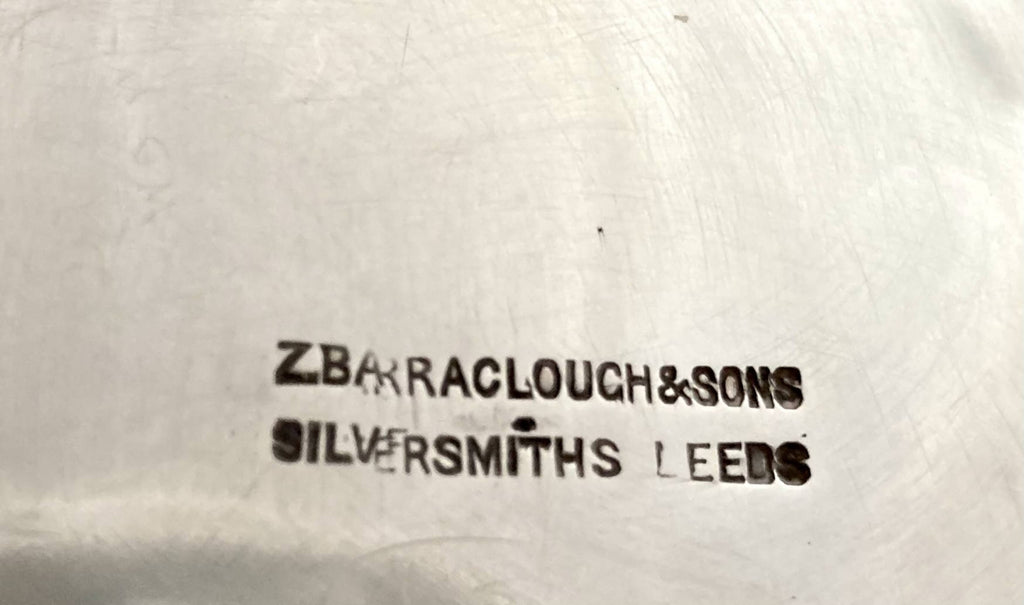 Z.BARRACLOUGH & SONS
SILVERSMITHS LEEDS